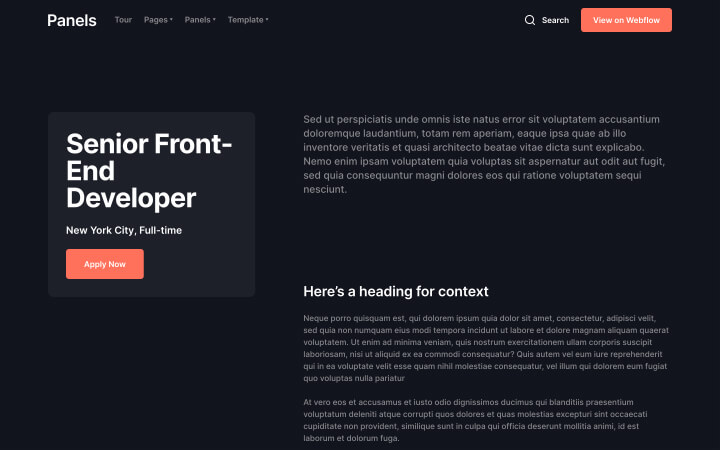 Panels
Tour
Pages
Panels
Template
Search
View on Webflow
Senior Front-
End
Developer
New York City, Full-time
Apply Now
Sed ut perspiciatis unde omnis iste natus error sit voluptatem accusantium
doloremque laudantium, totam rem aperiam, eaque ipsa quae ab illo
inventore veritatis et quasi architecto beatae vitae dicta sunt explicabo.
Nemo enim ipsam voluptatem quia voluptas sit aspernatur aut odit aut fugit,
sed quia consequuntur magni dolores eos qui ratione voluptatem sequi
nesciunt.
Here’s a heading for context
Neque porro quisquam est, qui dolorem ipsum quia dolor sit amet, consectetur, adipisci velit,
sed quia non numquam eius modi tempora incidunt ut labore et dolore magnam aliquam quaerat
voluptatem. Ut enim ad minima veniam, quis nostrum exercitationem ullam corporis suscipit
laboriosam, nisi ut aliquid ex ea commodi consequatur? Quis autem vel eum iure reprehenderit
qui in ea voluptate velit esse quam nihil molestiae consequatur, vel illum qui dolorem eum fugiat
quo voluptas nulla pariatur
At vero eos et accusamus et iusto odio dignissimos ducimus qui blanditiis praesentium
voluptatum deleniti atque corrupti quos dolores et quas molestias excepturi sint occaecati
cupiditate non provident, similique sunt in culpa qui officia deserunt mollitia animi, id est
laborum et dolorum fuga.